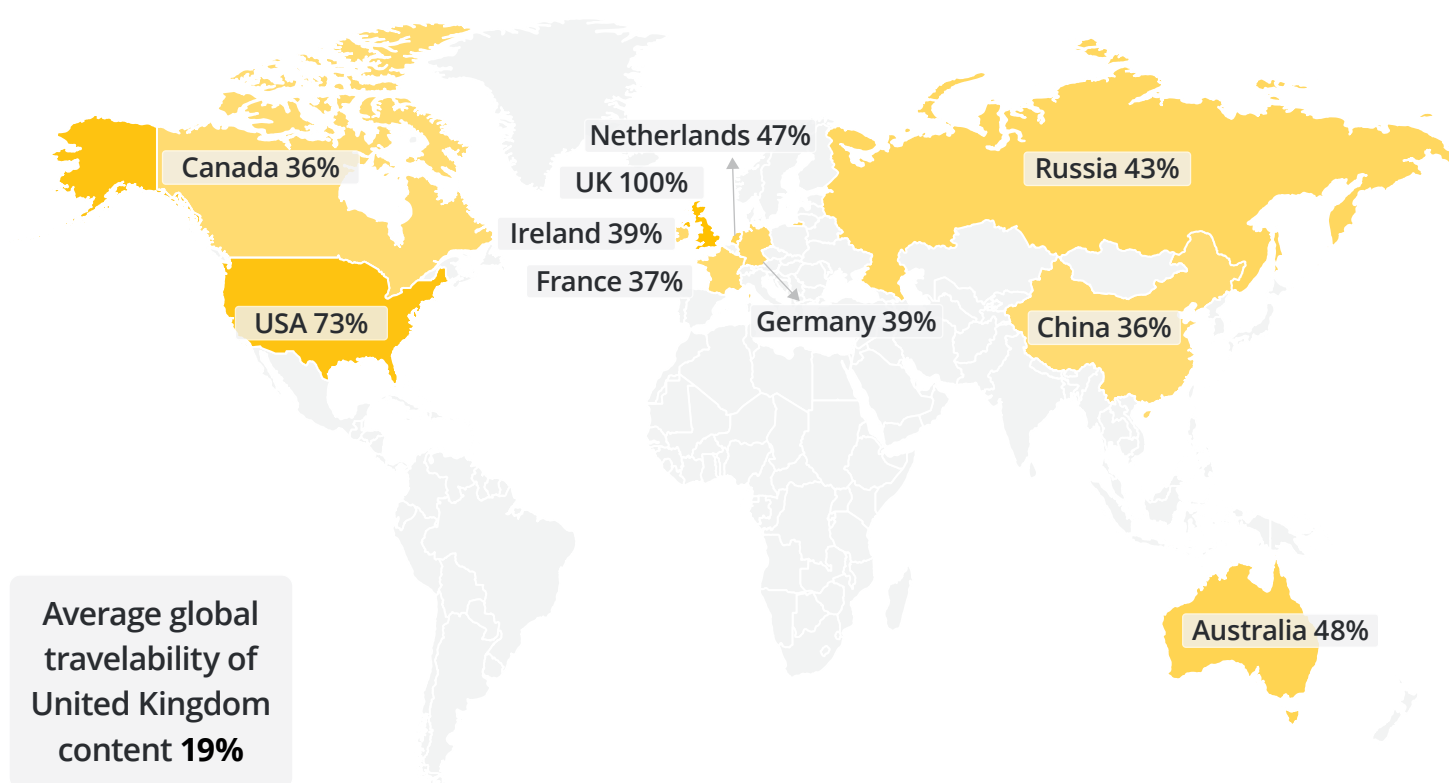 Netherlands 47%
Canada 36%
Russia 43%
UK 100%
Ireland 39%
France 37%
USA 73%
Germany 39%
China 36%
Average global
travelability of
United Kingdom
content 19%
Australia 48%